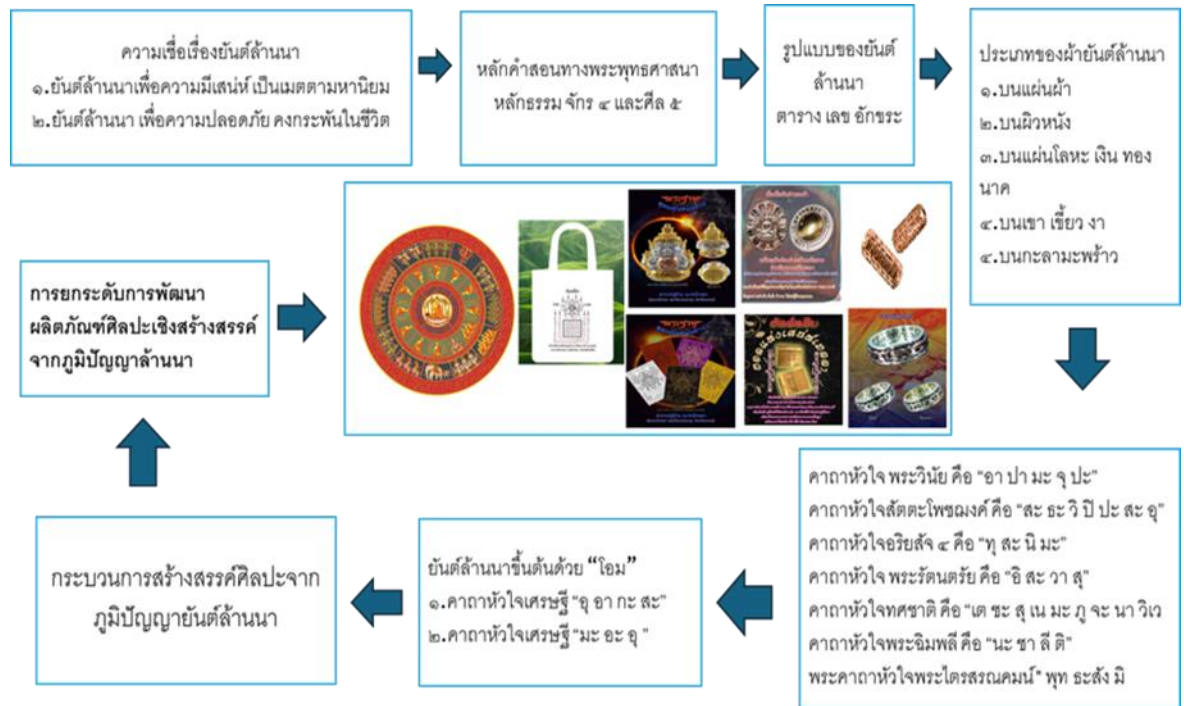 ความเชื่อเรื่องยันต์ล้านนา
๑.ยันต์ล้านนาเพื่อความมีเสน่ห์ เป็นเมตตามหานิยม
๒.ยันต์ล้านนา เพื่อความปลอดภัย คงกระพันในชีวิต
หลักคำสอนทางพระพุทธศาสนา
หลักธรรม จักร ๔ และศีล ๕
รูปแบบของยันต์
ล้านนา
ตาราง เลข อักขระ
ประเภทของผ้ายันต์ล้านนา
๑.บนแผ่นผ้า
๒.บนผิวหนัง
๓.บนแผ่นโลหะ เงิน ทอง
นาค
๔.บนเขา เขี้ยว งา
๔.บนกะลามะพร้าว
คาถาหัวใจ พระวินัย คือ "อา ปา มะ จุ ปะ"
คาถาหัวใจสัตตะโพชฌงค์ คือ "สะ ธะ วิ ปิ ปะ สะ อุ"
คาถาหัวใจอริยสัจ ๔ คือ "ทุ สะ นิ มะ"
คาถาหัวใจ พระรัตนตรัย คือ "อิ สะ วา สุ"
คาถาหัวใจทศชาติ คือ "เต ชะ สุ เน มะ ภู จะ นา วิเว
คาถาหัวใจพระฉิมพลี คือ "นะ ชา ลี ติ"
พระคาถาหัวใจพระไตรสรณคมน์" พุท ธะสัง มิ
ยันต์ล้านนาขึ้นต้นด้วย "โอม"
๑.คาถาหัวใจเศรษฐี "อุ อา กะ สะ"
๒.คาถาหัวใจเศรษฐี "มะ อะ อุ "
กระบวนการสร้างสรรค์ศิลปะจาก
ภูมิปัญญายันต์ล้านนา
การยกระดับการพัฒนา
ผลิตภัณฑ์ศิลปะเชิงสร้างสรรค์
จากภูมิปัญญาล้านนา